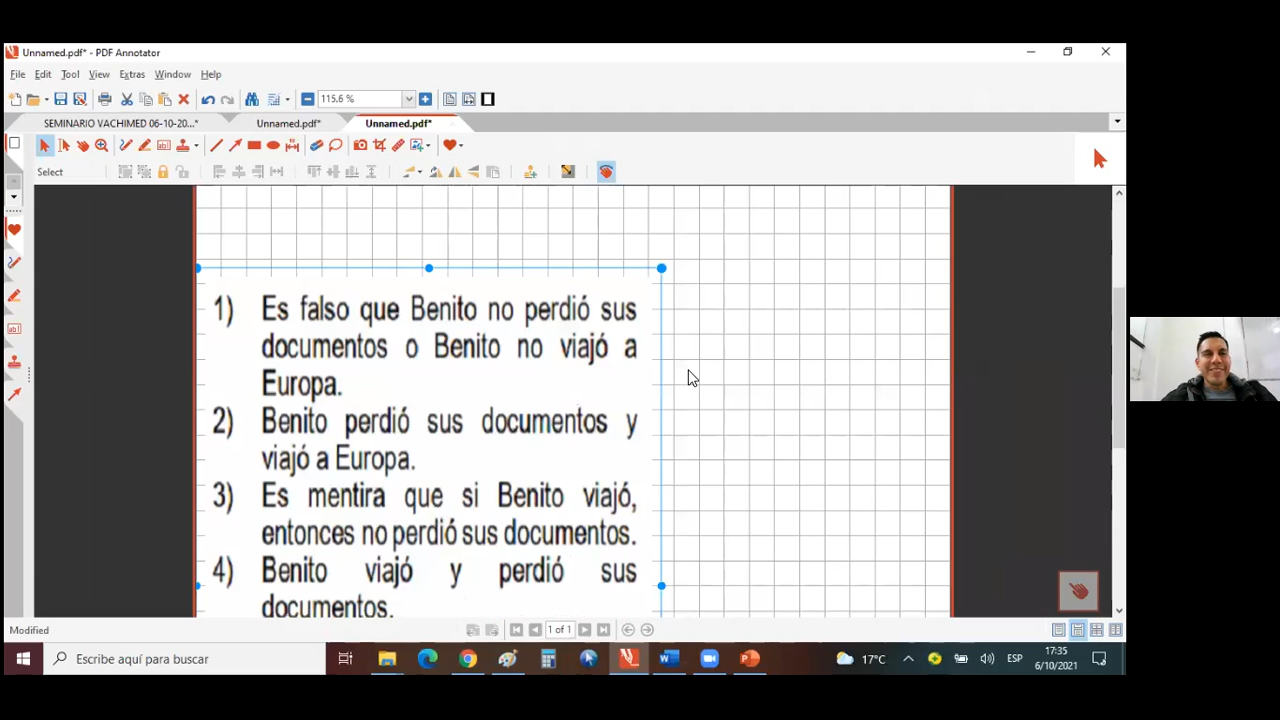 Unnamed.pdf* - PDF Annotator
File Edit Tool View Extras Window Help
115.6 %
SEMINARIO VACHIMED 06-10-20...* Unnamed.pdf* Unnamed.pdf*
Select
1) Es falso que Benito no perdió sus
documentos o Benito no viajó a
Europa.
2) Benito perdió sus documentos y
viajó a Europa.
3) Es mentira que si Benito viajó,
entonces no perdió sus documentos.
4) Benito viajó y perdió sus
documentos.
Modified
1 of 1
Escribe aquí para buscar
17°C
ESP
17:35
6/10/2021